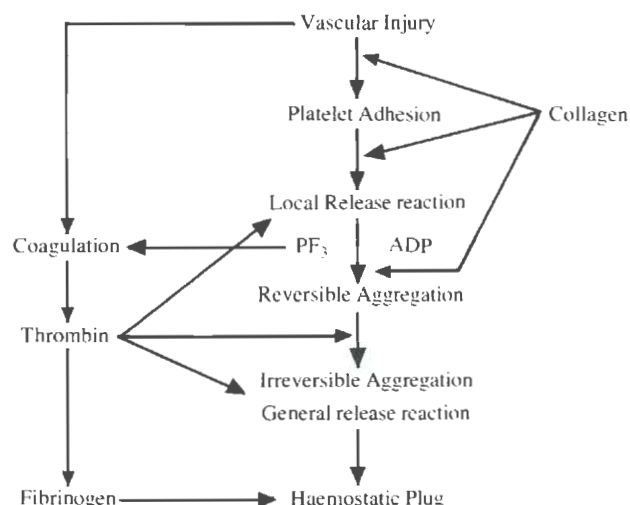 Vascular Injury
Platelet Adhesion
Collagen
Local Release reaction
Coagulation
PF3
ADP
Reversible Aggregation
Thrombin
Irreversible Aggregation
General release reaction
Fibrinogen
Haemostatic Plug